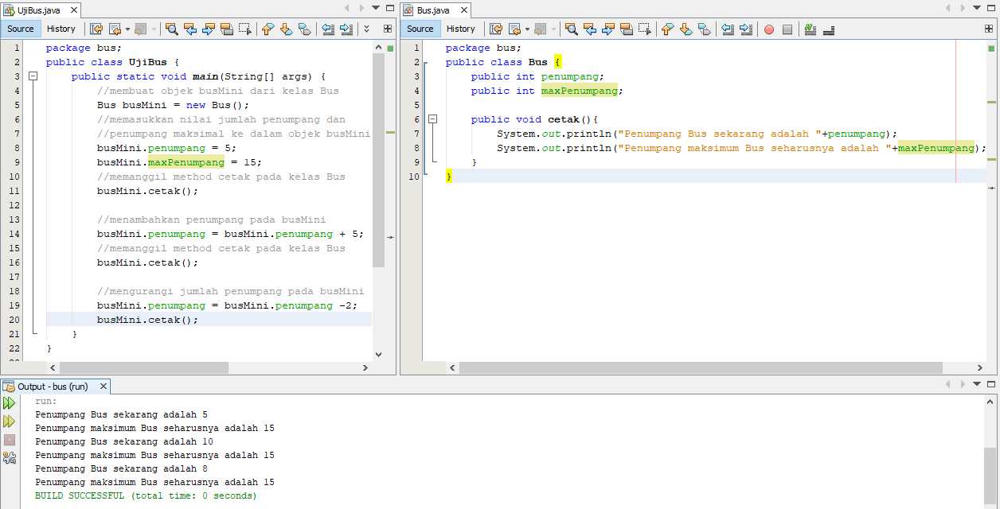 UjiBus.java
Source History
1 package bus;
2 public class UjiBus {
3 public static void main(String[] args) {
4 //membuat objek busMini dari kelas Bus
5 Bus busMini = new Bus();
6 //memasukkan nilai jumlah penumpang dan
7 //penumpang maksimal ke dalam objek busMini
8 busMini.penumpang = 5;
9 busMini.maxPenumpang = 15;
10 //memanggil method cetak pada kelas Bus
11 busMini.cetak();
12
13 //menambahkan penumpang pada busMini
14 busMini.penumpang = busMini.penumpang + 5;
15 //memanggil method cetak pada kelas Bus
16 busMini.cetak();
17
18 //mengurangi jumlah penumpang pada busMini
19 busMini.penumpang = busMini.penumpang -2;
20 busMini.cetak();
21 }
22 }
Bus.java
Source History
1 package bus;
2 public class Bus {
3 public int penumpang;
4 public int maxPenumpang;
5
6 public void cetak(){
7 System.out.println("Penumpang Bus sekarang adalah "+penumpang);
8 System.out.println("Penumpang maksimum Bus seharusnya adalah "+maxPenumpang);
9 }
10 }
Output - bus (run)
run:
Penumpang Bus sekarang adalah 5
Penumpang maksimum Bus seharusnya adalah 15
Penumpang Bus sekarang adalah 10
Penumpang maksimum Bus seharusnya adalah 15
Penumpang Bus sekarang adalah 8
Penumpang maksimum Bus seharusnya adalah 15
BUILD SUCCESSFUL (total time: 0 seconds)